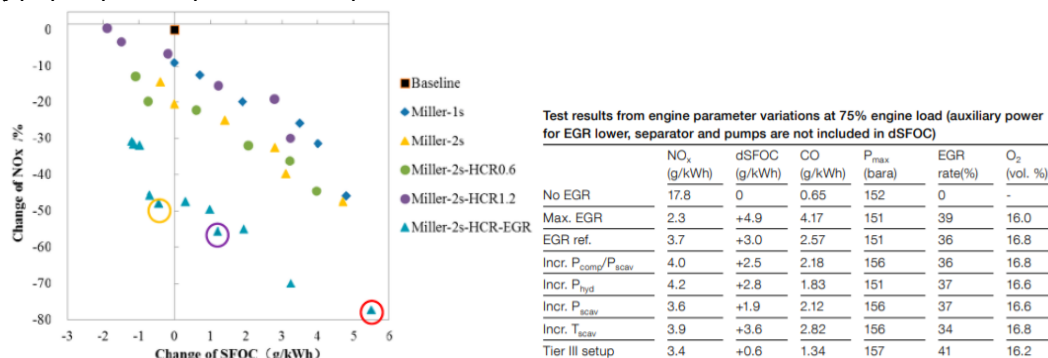 0
-10
-20
-30
-40
-50
-60
-70
-80
Change of NOx /%
-3 -2 -1 0 1 2 3 4 5 6
Change of SFOC (g/kWh)
Baseline
Miller-1s
Miller-2s
Miller-2s-HCR0.6
Miller-2s-HCR1.2
Miller-2s-HCR-EGR
Test results from engine parameter variations at 75% engine load (auxiliary power
for EGR lower, separator and pumps are not included in dSFOC)
NOx dSFOC CO Pmax EGR O2
(g/kWh) (g/kWh) (g/kWh) (bara) rate(%) (vol. %)
No EGR 17.8 0 0.65 152 0 -
Max. EGR 2.3 +4.9 4.17 151 39 16.0
EGR ref. 3.7 +3.0 2.57 151 36 16.8
Incr. Pcomp/Pscav 4.0 +2.5 2.18 156 36 16.8
Incr. Phyd 4.2 +2.8 1.83 151 37 16.6
Incr. Pscav 3.6 +1.9 2.12 156 37 16.6
Incr. Tscav 3.9 +3.6 2.82 156 34 16.8
Tier III setup 3.4 +0.6 1.34 157 41 16.2